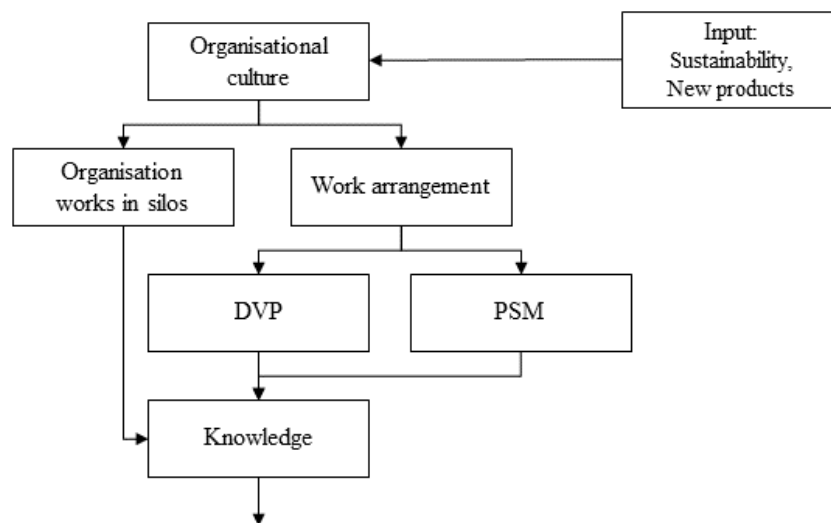 Organisational
culture
Input:
Sustainability,
New products
Organisation
works in silos
Work arrangement
DVP
PSM
Knowledge